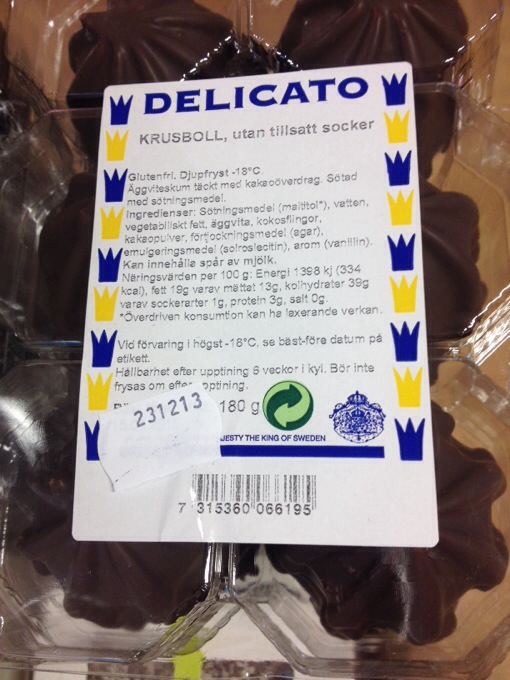 DELICATO
KRUSBOLL, utan tillsatt socker
Glutenfri. Djupfryst -18°C.
Äggviteskum täckt med kakaoöverdrag. Sötad
med sötningsmedel.
Ingredienser: Sötningsmedel (maltitol*), vatten,
vegetabiliskt fett, äggvita, kokosflingor,
kakaopulver, förtjockningsmedel (agar),
emulgeringsmedel (solroslecitin), arom (vanillin).
Kan innehålla spår av mjölk.
Näringsvärden per 100 g: Energi 1398 kj (334
kcal), fett 19g varav mättat 13g, kolhydrater 39g
varav sockerarter 1g, protein 3g, salt 0g.
*Överdriven konsumtion kan ha laxerande verkan.
Vid förvaring i högst -18°C, se bäst-före datum på
etikett.
Hållbarhet efter upptining 6 veckor i kyl. Bör inte
frysas om efter upptining.
231213
180 g
JESTY THE KING OF SWEDEN
7 315360 066195